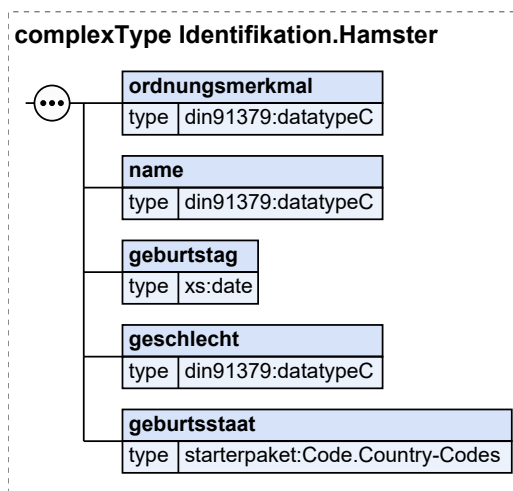 complexType Identifikation.Hamster
ordnungsmerkmal
type din91379:datatypeC
name
type din91379:datatypeC
geburtstag
type xs:date
geschlecht
type din91379:datatypeC
geburtsstaat
type starterpaket:Code.Country-Codes